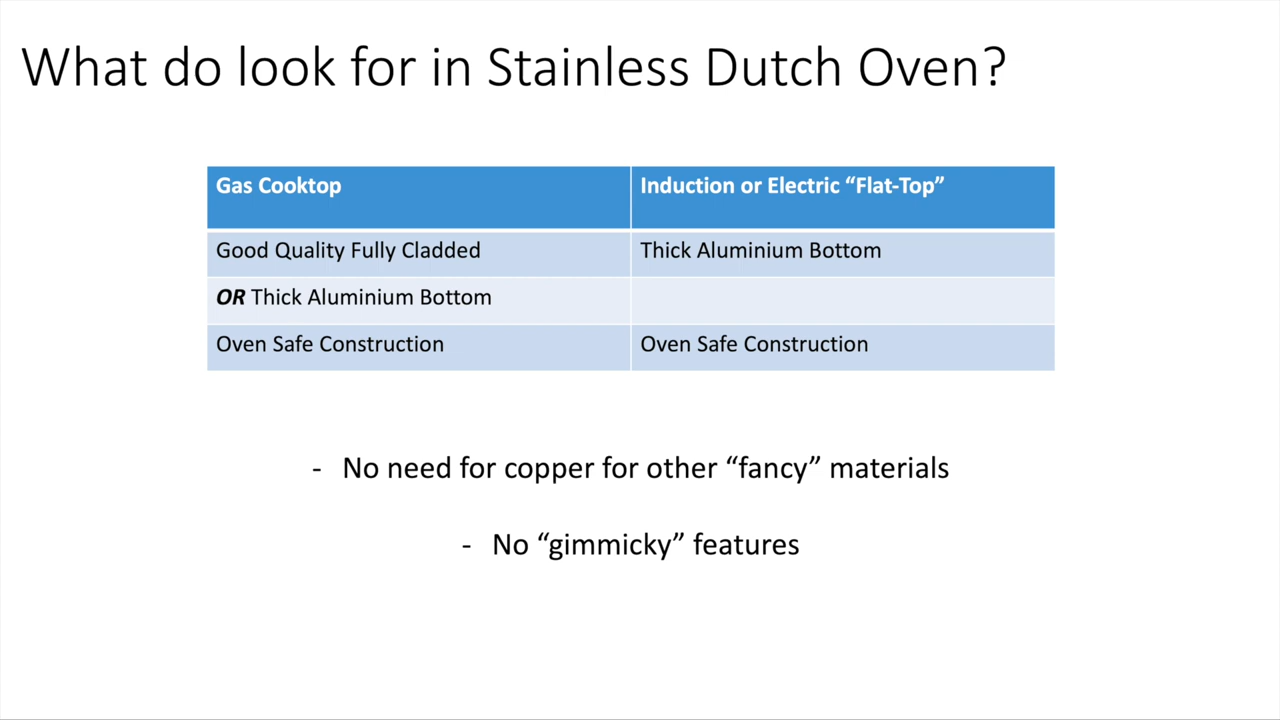 What do look for in Stainless Dutch Oven?
Gas Cooktop
Induction or Electric “Flat-Top”
Good Quality Fully Cladded
Thick Aluminium Bottom
OR Thick Aluminium Bottom
Oven Safe Construction
Oven Safe Construction
- No need for copper for other “fancy” materials
- No “gimmicky” features